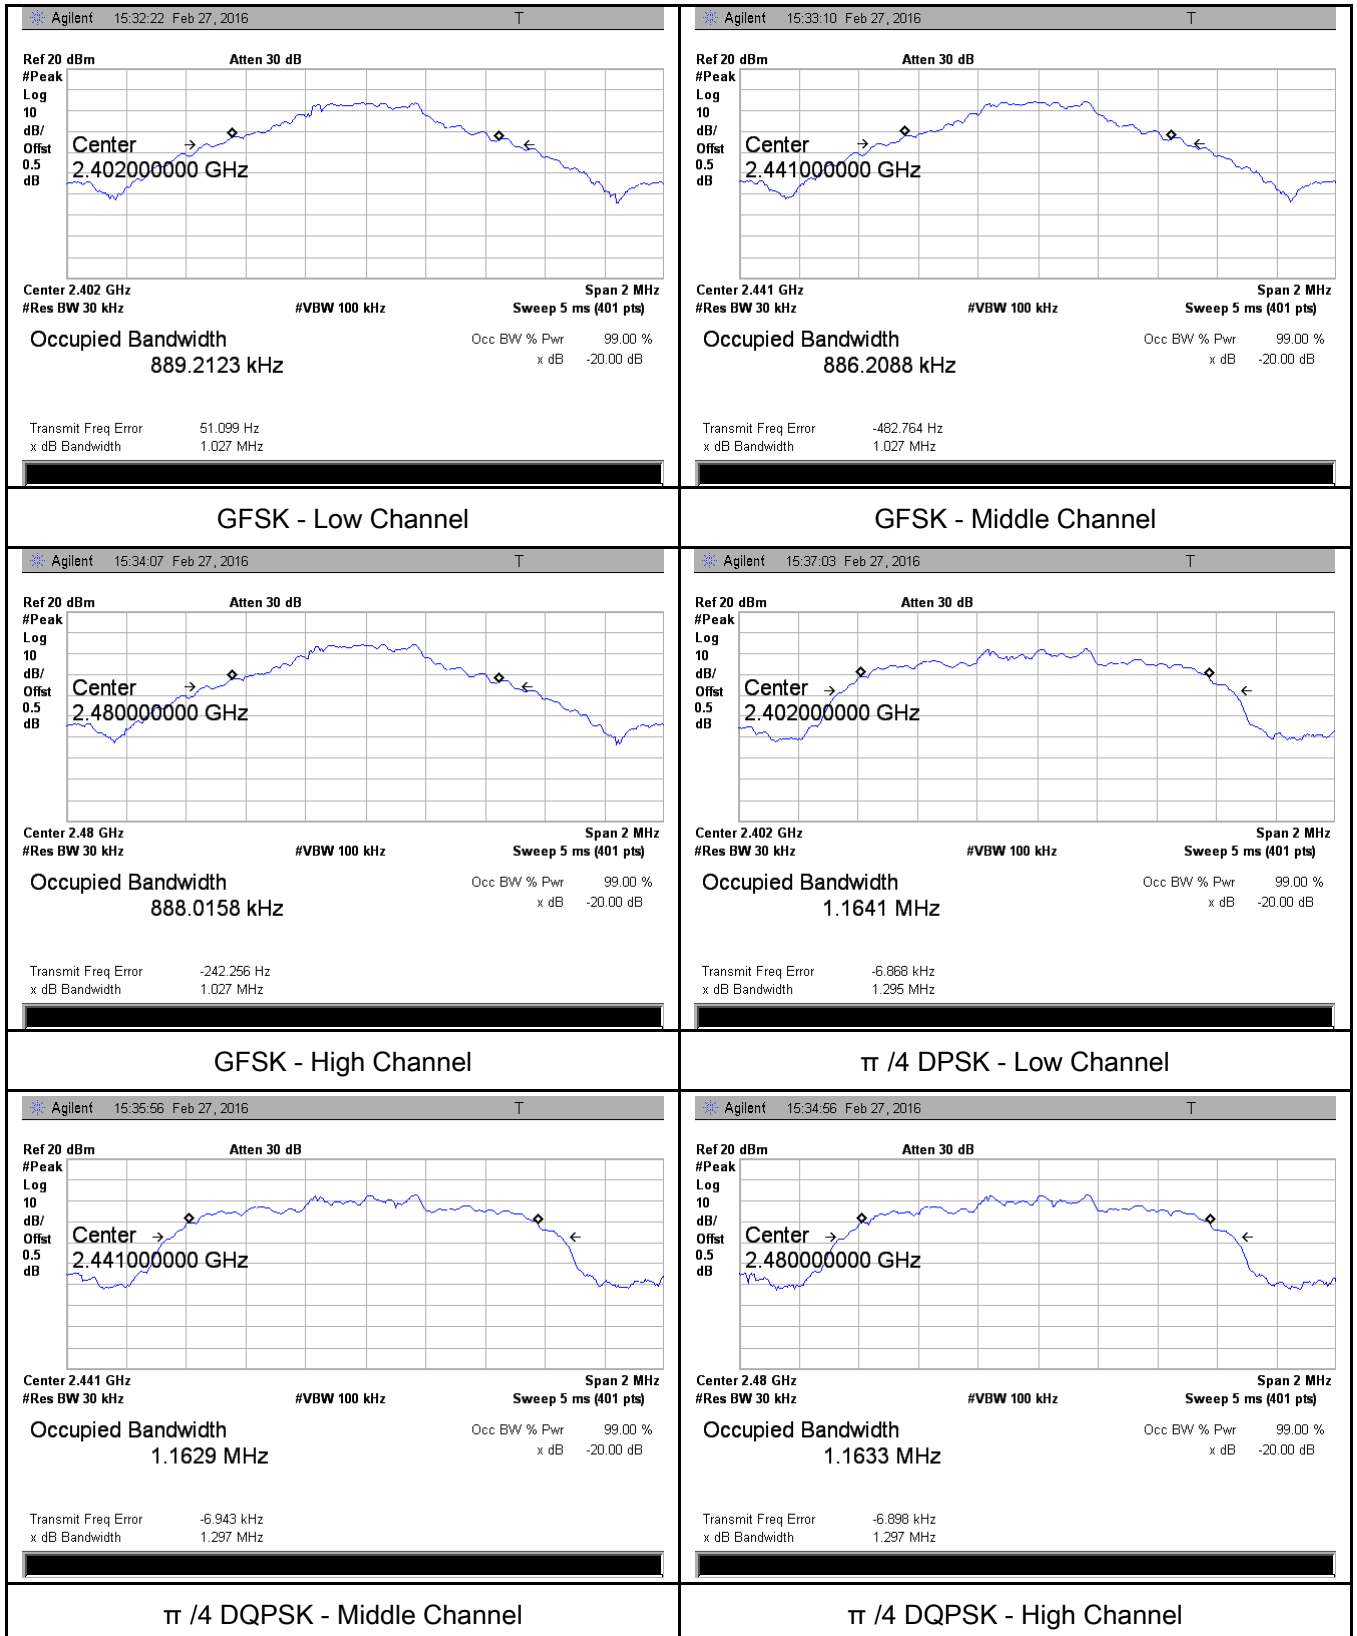 Agilent 15:32:22 Feb 27, 2016 T
Ref 20 dBm Atten 30 dB
#Peak
Log
10
dB/
Offst
0.5
dB
Center
2.402000000 GHz
Center 2.402 GHz Span 2 MHz
#Res BW 30 kHz #VBW 100 kHz Sweep 5 ms (401 pts)
Occupied Bandwidth Occ BW % Pwr 99.00 %
889.2123 kHz x dB -20.00 dB
Transmit Freq Error 51.099 Hz
x dB Bandwidth 1.027 MHz
GFSK - Low Channel
Agilent 15:33:10 Feb 27, 2016 T
Ref 20 dBm Atten 30 dB
#Peak
Log
10
dB/
Offst
0.5
dB
Center
2.441000000 GHz
Center 2.441 GHz Span 2 MHz
#Res BW 30 kHz #VBW 100 kHz Sweep 5 ms (401 pts)
Occupied Bandwidth Occ BW % Pwr 99.00 %
886.2088 kHz x dB -20.00 dB
Transmit Freq Error -482.764 Hz
x dB Bandwidth 1.027 MHz
GFSK - Middle Channel
Agilent 15:34:07 Feb 27, 2016 T
Ref 20 dBm Atten 30 dB
#Peak
Log
10
dB/
Offst
0.5
dB
Center
2.480000000 GHz
Center 2.48 GHz Span 2 MHz
#Res BW 30 kHz #VBW 100 kHz Sweep 5 ms (401 pts)
Occupied Bandwidth Occ BW % Pwr 99.00 %
888.0158 kHz x dB -20.00 dB
Transmit Freq Error -242.256 Hz
x dB Bandwidth 1.027 MHz
GFSK - High Channel
Agilent 15:37:03 Feb 27, 2016 T
Ref 20 dBm Atten 30 dB
#Peak
Log
10
dB/
Offst
0.5
dB
Center
2.402000000 GHz
Center 2.402 GHz Span 2 MHz
#Res BW 30 kHz #VBW 100 kHz Sweep 5 ms (401 pts)
Occupied Bandwidth Occ BW % Pwr 99.00 %
1.1641 MHz x dB -20.00 dB
Transmit Freq Error -6.868 kHz
x dB Bandwidth 1.295 MHz
π /4 DPSK - Low Channel
Agilent 15:35:56 Feb 27, 2016 T
Ref 20 dBm Atten 30 dB
#Peak
Log
10
dB/
Offst
0.5
dB
Center
2.441000000 GHz
Center 2.441 GHz Span 2 MHz
#Res BW 30 kHz #VBW 100 kHz Sweep 5 ms (401 pts)
Occupied Bandwidth Occ BW % Pwr 99.00 %
1.1629 MHz x dB -20.00 dB
Transmit Freq Error -6.943 kHz
x dB Bandwidth 1.297 MHz
π /4 DQPSK - Middle Channel
Agilent 15:34:56 Feb 27, 2016 T
Ref 20 dBm Atten 30 dB
#Peak
Log
10
dB/
Offst
0.5
dB
Center
2.480000000 GHz
Center 2.48 GHz Span 2 MHz
#Res BW 30 kHz #VBW 100 kHz Sweep 5 ms (401 pts)
Occupied Bandwidth Occ BW % Pwr 99.00 %
1.1633 MHz x dB -20.00 dB
Transmit Freq Error -6.898 kHz
x dB Bandwidth 1.297 MHz
π /4 DQPSK - High Channel